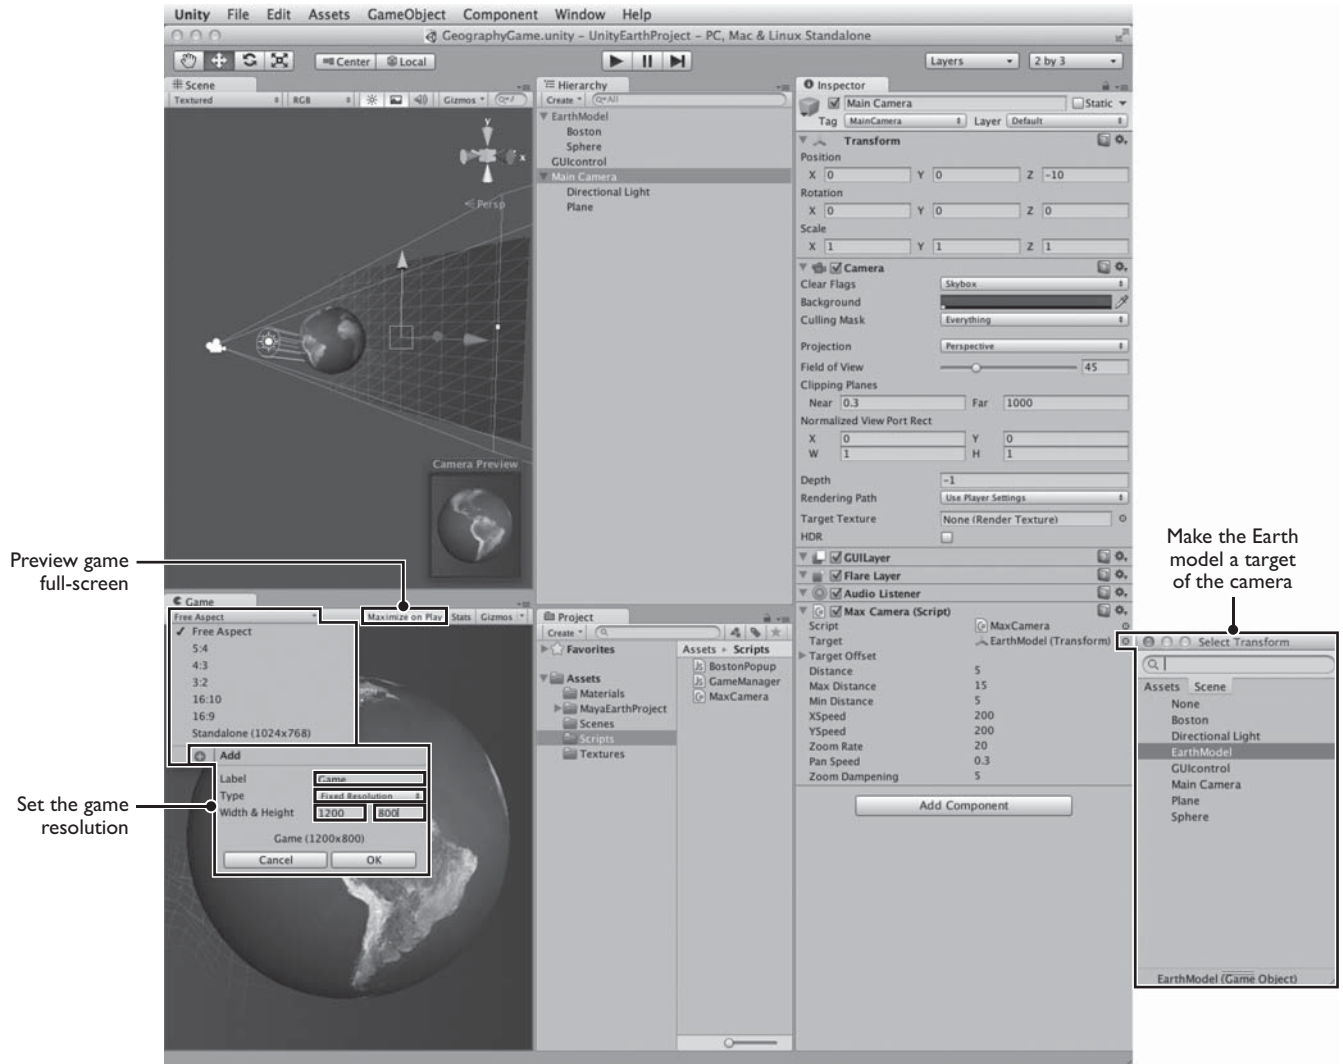 Unity File Edit Assets GameObject Component Window Help
GeographyGame.unity – UnityEarthProject – PC, Mac & Linux Standalone
Center Local
Layers
2 by 3
Scene
Textured RGB Gizmos
y
x
Persp
Camera Preview
Hierarchy
Create All
EarthModel
Boston
Sphere
GUIcontrol
Main Camera
Directional Light
Plane
Inspector
Main Camera Static
Tag MainCamera Layer Default
Transform
Position
X 0 Y 0 Z -10
Rotation
X 0 Y 0 Z 0
Scale
X 1 Y 1 Z 1
Camera
Clear Flags Skybox
Background
Culling Mask Everything
Projection Perspective
Field of View 45
Clipping Planes
Near 0.3 Far 1000
Normalized View Port Rect
X 0 Y 0
W 1 H 1
Depth -1
Rendering Path Use Player Settings
Target Texture None (Render Texture)
HDR
GUILayer
Flare Layer
Audio Listener
Max Camera (Script)
Script MaxCamera
Target EarthModel (Transform)
Target Offset
Distance 5
Max Distance 15
Min Distance 5
XSpeed 200
YSpeed 200
Zoom Rate 20
Pan Speed 0.3
Zoom Dampening 5
Add Component
Preview game
full-screen
Game
Free Aspect Maximize on Play Stats Gizmos
✓ Free Aspect
5:4
4:3
3:2
16:10
16:9
Standalone (1024x768)
Add
Label Game
Type Fixed Resolution
Width & Height 1200 800
Game (1200x800)
Cancel OK
Set the game
resolution
Project
Create
Favorites
Assets
Materials
MayaEarthProject
Scenes
Scripts
Textures
Assets ▸ Scripts
BostonPopup
GameManager
MaxCamera
Make the Earth
model a target
of the camera
Select Transform
Assets Scene
None
Boston
Directional Light
EarthModel
GUIcontrol
Main Camera
Plane
Sphere
EarthModel (Game Object)